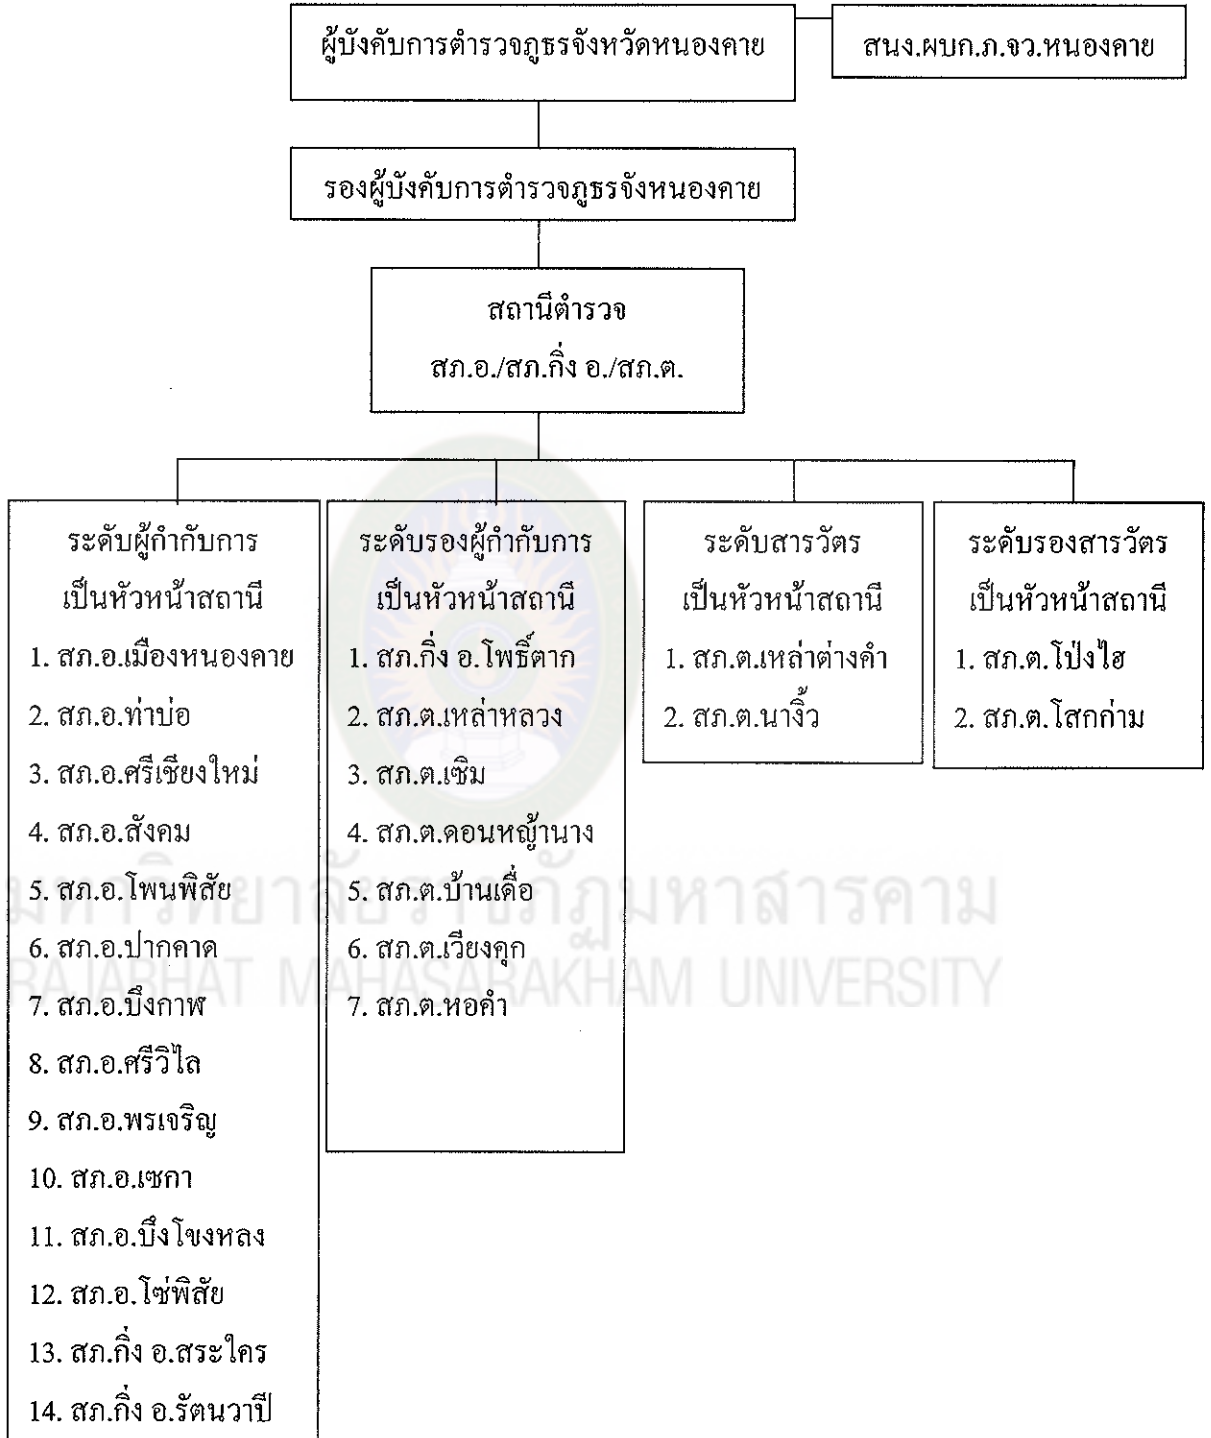 ผู้บังคับการตำรวจภูธรจังหวัดหนองคาย
สนง.ผบก.ภ.จว.หนองคาย
รองผู้บังคับการตำรวจภูธรจังหนองคาย
สถานีตำรวจ
สภ.อ./สภ.กิ่ง อ./สภ.ต.
ระดับผู้กำกับการ
เป็นหัวหน้าสถานี
1. สภ.อ.เมืองหนองคาย
2. สภ.อ.ท่าบ่อ
3. สภ.อ.ศรีเชียงใหม่
4. สภ.อ.สังคม
5. สภ.อ.โพนพิสัย
6. สภ.อ.ปากคาด
7. สภ.อ.บึงกาฬ
8. สภ.อ.ศรีวิไล
9. สภ.อ.พรเจริญ
10. สภ.อ.เซกา
11. สภ.อ.บึงโขงหลง
12. สภ.อ.โซ่พิสัย
13. สภ.กิ่ง อ.สระใคร
14. สภ.กิ่ง อ.รัตนวาปี
ระดับรองผู้กำกับการ
เป็นหัวหน้าสถานี
1. สภ.กิ่ง อ.โพธิ์ตาก
2. สภ.ต.เหล่าหลวง
3. สภ.ต.เซิม
4. สภ.ต.ดอนหญ้านาง
5. สภ.ต.บ้านเดื่อ
6. สภ.ต.เวียงคุก
7. สภ.ต.หอคำ
ระดับสารวัตร
เป็นหัวหน้าสถานี
1. สภ.ต.เหล่าต่างคำ
2. สภ.ต.นางิ้ว
ระดับรองสารวัตร
เป็นหัวหน้าสถานี
1. สภ.ต.โป่งไฮ
2. สภ.ต.โสกก่าม
มหาวิทยาลัยราชภัฏมหาสารคาม
RAJABHAT MAHASARAKHAM UNIVERSITY